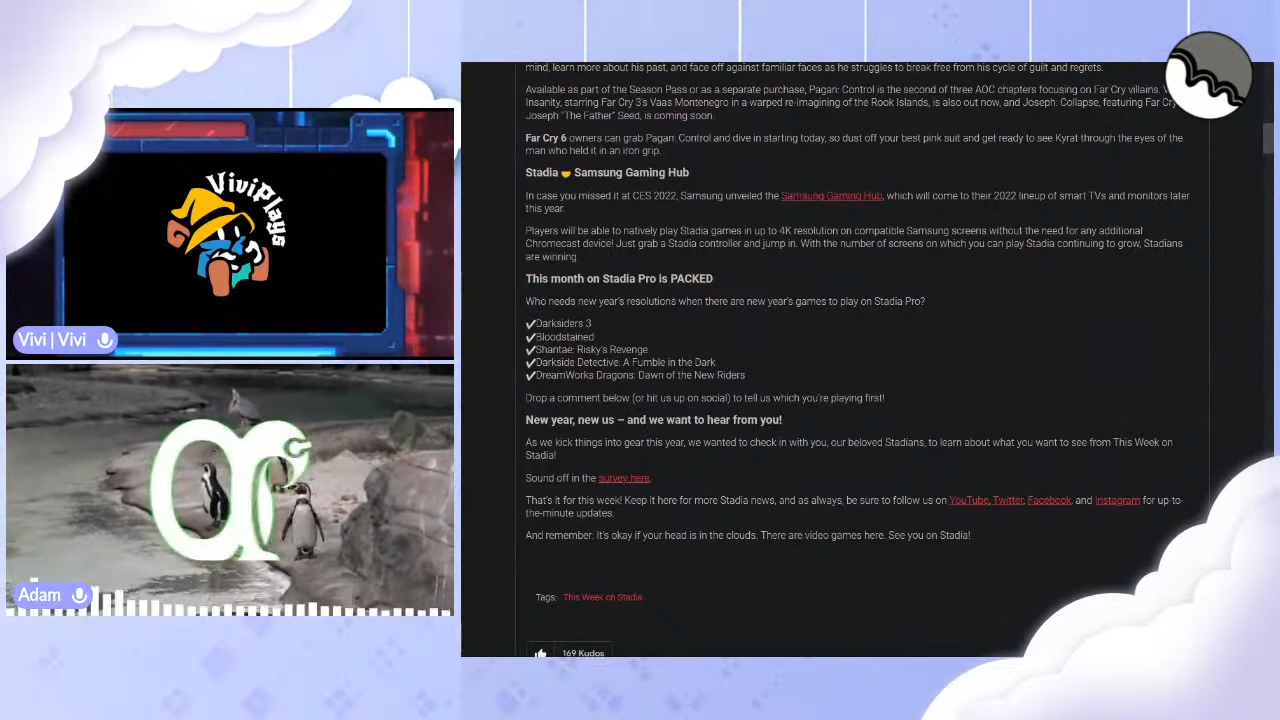 mind, learn more about his past, and face off against familiar faces as he struggles to break free from his cycle of guilt and regrets.
Available as part of the Season Pass or as a separate purchase, Pagan: Control is the second of three AOC chapters focusing on Far Cry villains.
Insanity, starring Far Cry 3's Vaas Montenegro in a warped re-imagining of the Rook Islands, is also out now, and Joseph: Collapse, featuring Far Cry
Joseph "The Father" Seed, is coming soon.
Far Cry 6 owners can grab Pagan: Control and dive in starting today, so dust off your best pink suit and get ready to see Kyrat through the eyes of the
man who held it in an iron grip.
Stadia 🤝 Samsung Gaming Hub
In case you missed it at CES 2022, Samsung unveiled the Samsung Gaming Hub, which will come to their 2022 lineup of smart TVs and monitors later
this year.
Players will be able to natively play Stadia games in up to 4K resolution on compatible Samsung screens without the need for any additional
Chromecast device! Just grab a Stadia controller and jump in. With the number of screens on which you can play Stadia continuing to grow, Stadians
are winning.
This month on Stadia Pro is PACKED
Who needs new year's resolutions when there are new year's games to play on Stadia Pro?
✔Darksiders 3
✔Bloodstained
✔Shantae: Risky's Revenge
✔Darkside Detective: A Fumble in the Dark
✔DreamWorks Dragons: Dawn of the New Riders
Drop a comment below (or hit us up on social) to tell us which you're playing first!
New year, new us – and we want to hear from you!
As we kick things into gear this year, we wanted to check in with you, our beloved Stadians, to learn about what you want to see from This Week on
Stadia!
Sound off in the survey here.
That's it for this week! Keep it here for more Stadia news, and as always, be sure to follow us on YouTube, Twitter, Facebook, and Instagram for up-to-
the-minute updates.
And remember: It's okay if your head is in the clouds. There are video games here. See you on Stadia!
Tags: This Week on Stadia
169 Kudos
ViviPlays
Vivi | Vivi
Adam